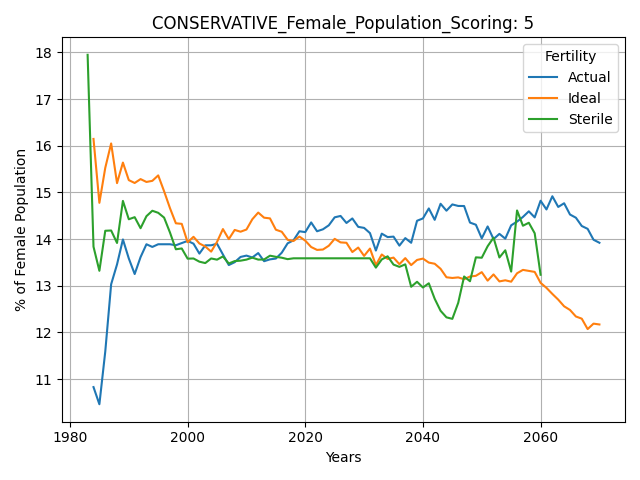 CONSERVATIVE_Female_Population_Scoring: 5
Fertility
Actual
Ideal
Sterile
% of Female Population
18
17
16
15
14
13
12
11
1980
2000
2020
2040
2060
Years